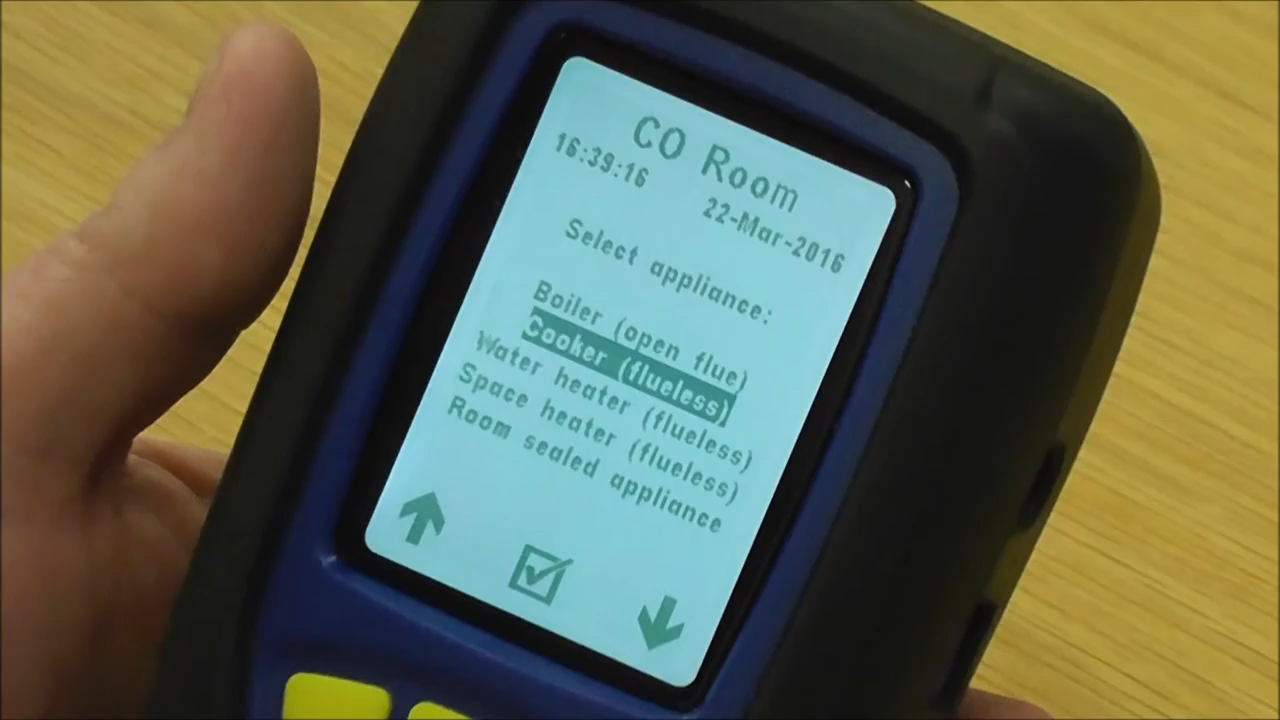 CO Room
16:39:16
22-Mar-2016
Select appliance:
Boiler (open flue)
Cooker (flueless)
Water heater (flueless)
Space heater (flueless)
Room sealed appliance